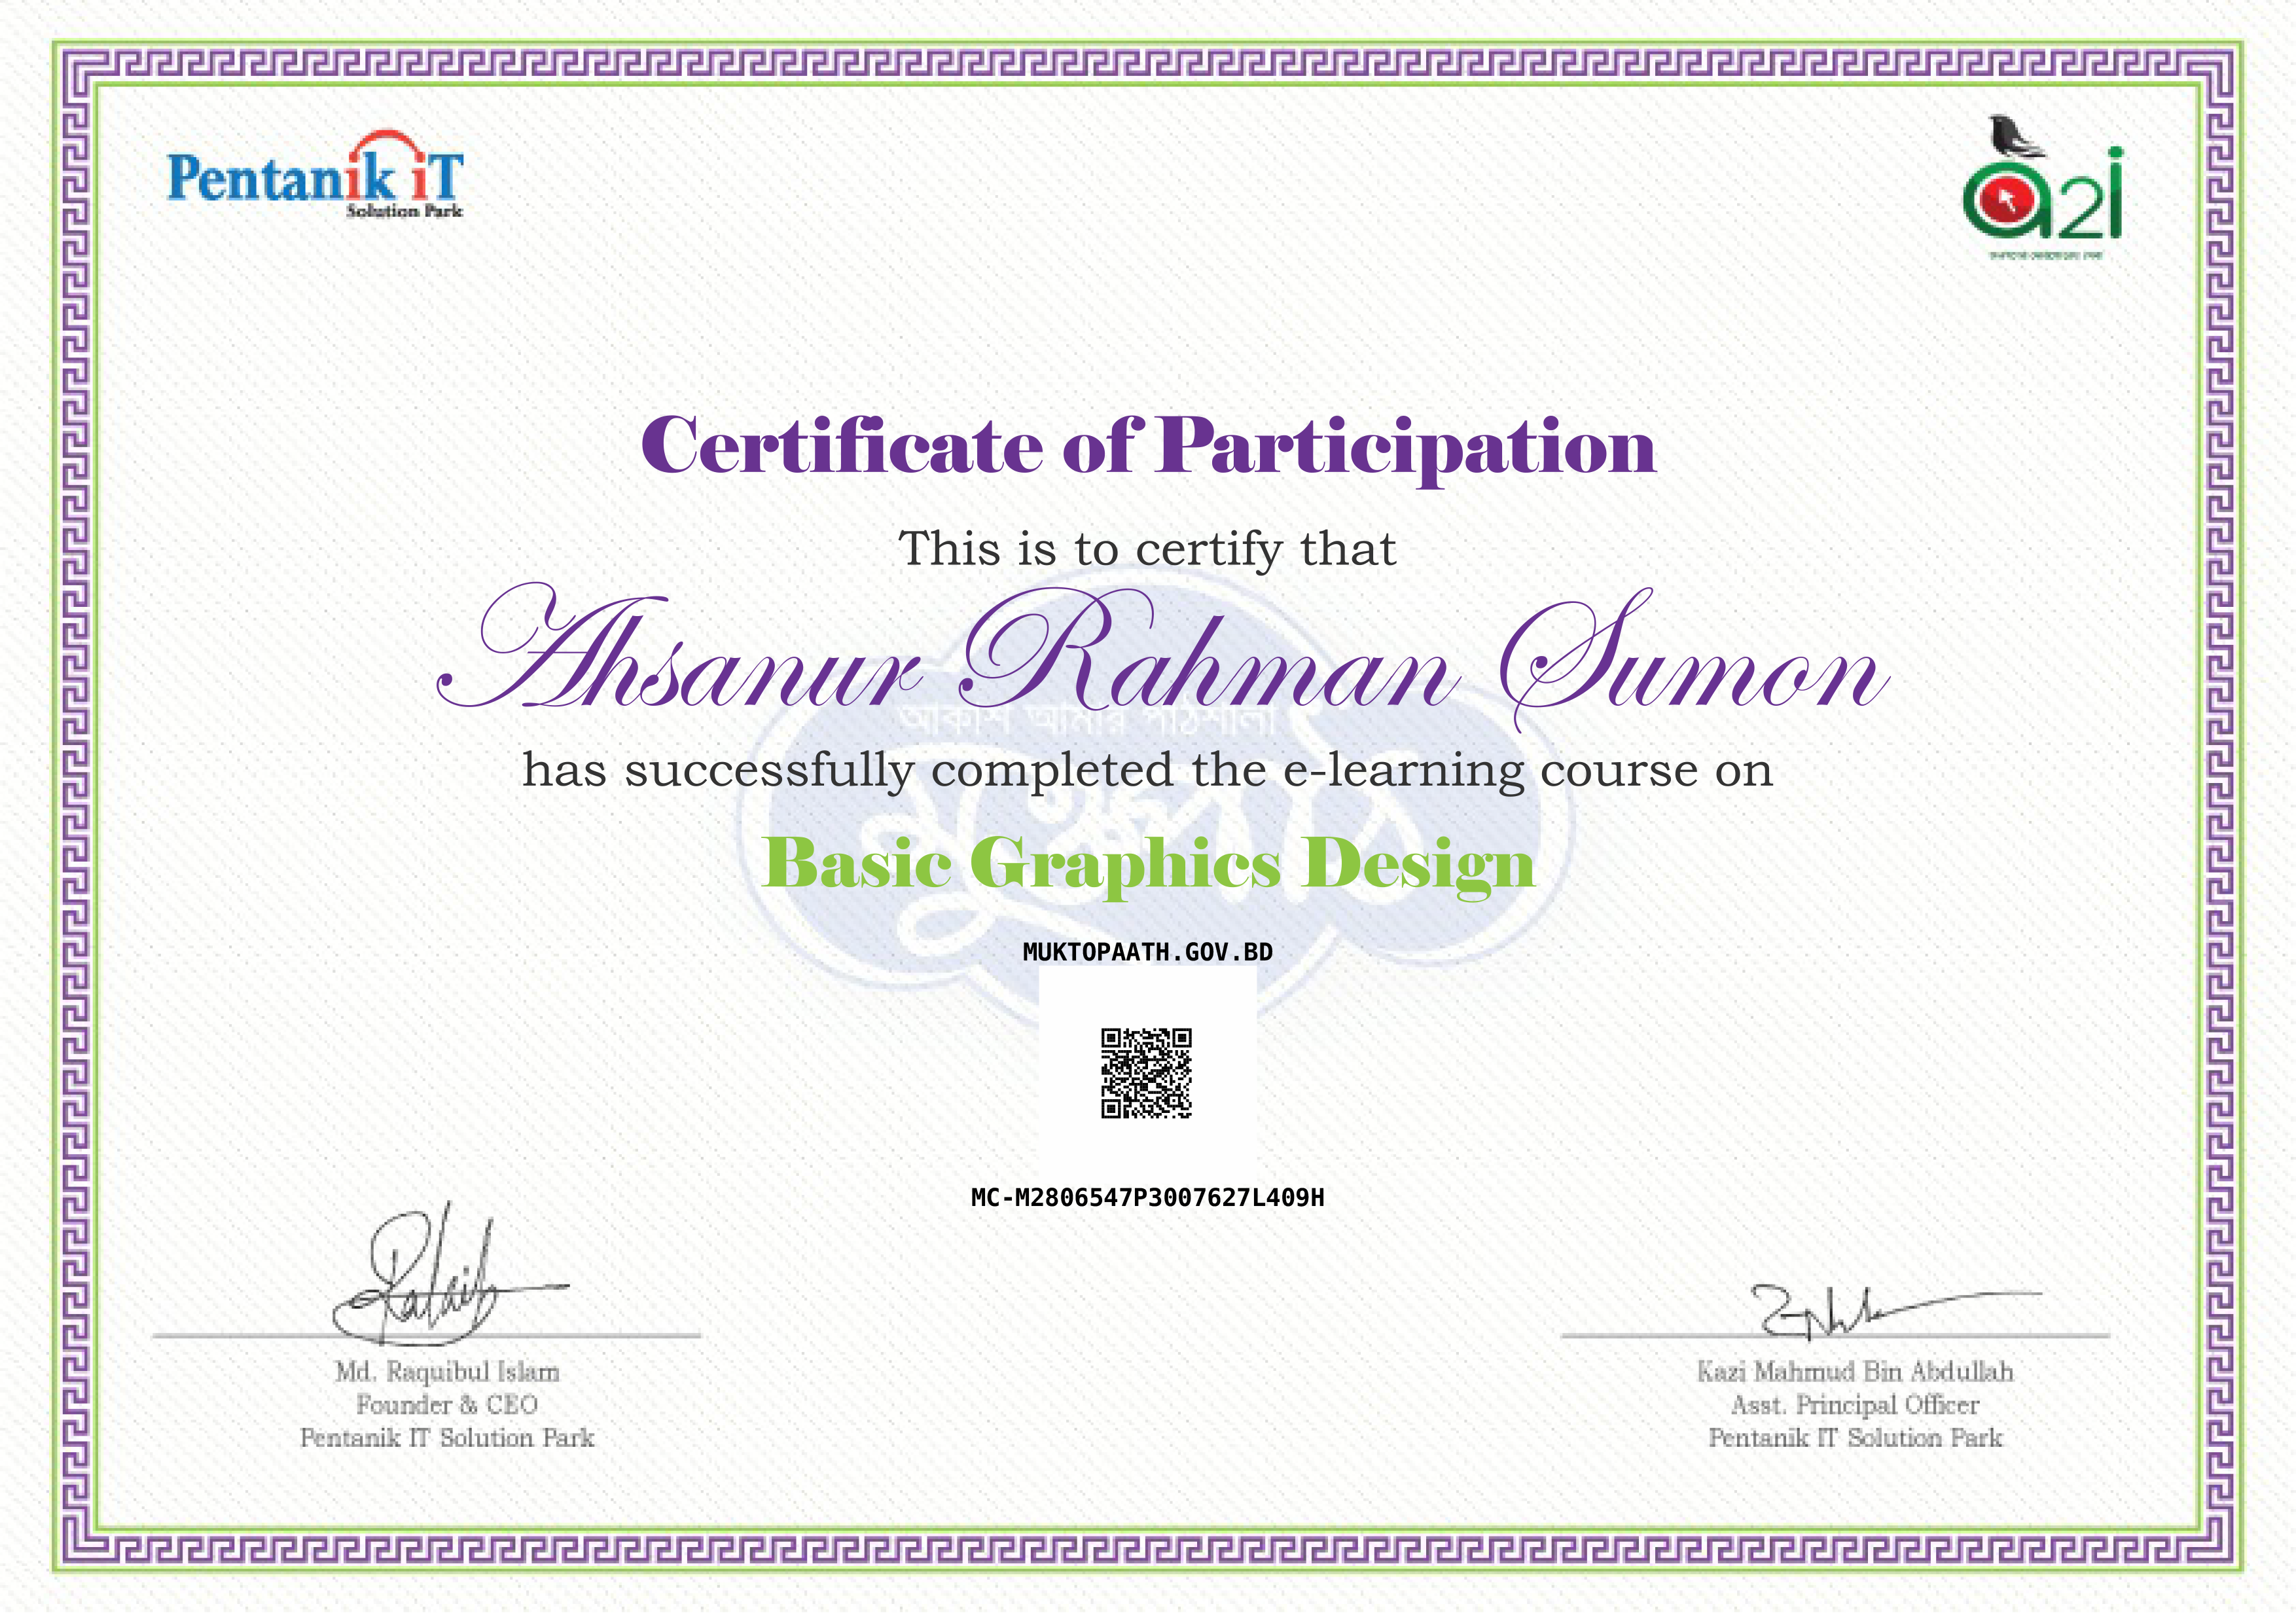 Pentanik iT
Solution Park
a2i
Certificate of Participation
This is to certify that
Ahsanur Rahman Sumon
আকাশ আমার পাঠশালা
has successfully completed the e-learning course on
মুক্তপাঠ
Basic Graphics Design
MUKTOPAATH.GOV.BD
MC-M2806547P3007627L409H
Md. Raquibul Islam
Founder & CEO
Pentanik IT Solution Park
Kazi Mahmud Bin Abdullah
Asst. Principal Officer
Pentanik IT Solution Park